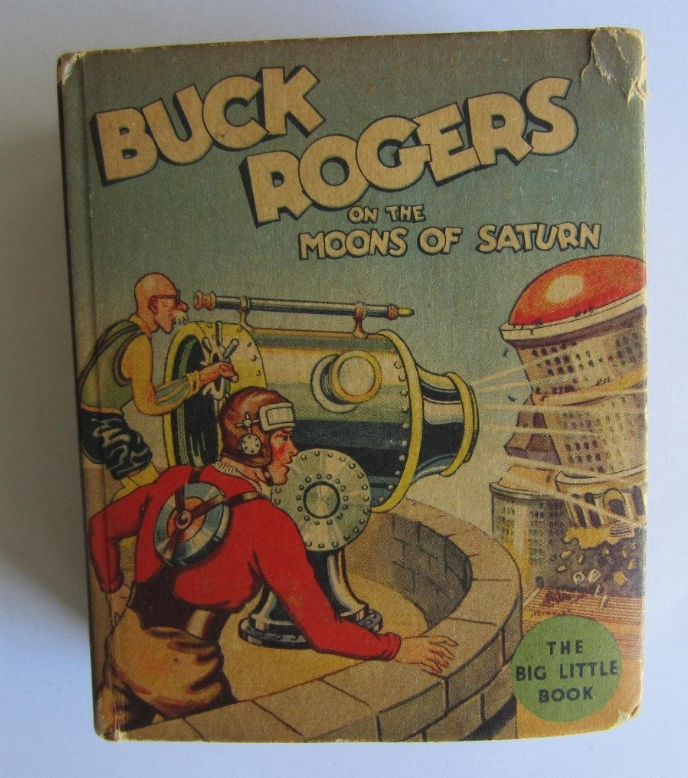 BUCK
ROGERS
ON THE
MOONS OF SATURN
THE
BIG LITTLE
BOOK